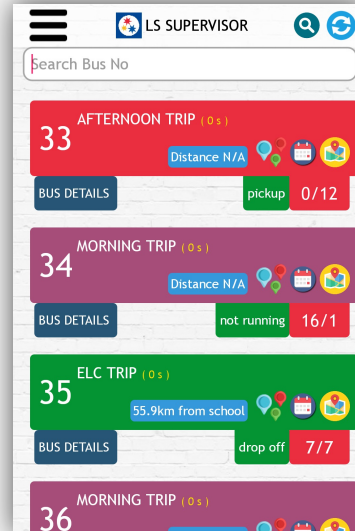 LS SUPERVISOR
Search Bus No
33 AFTERNOON TRIP (0s)
Distance N/A
BUS DETAILS pickup 0/12
34 MORNING TRIP (0s)
Distance N/A
BUS DETAILS not running 16/1
35 ELC TRIP (0s)
55.9km from school
BUS DETAILS drop off 7/7
36 MORNING TRIP (0s)